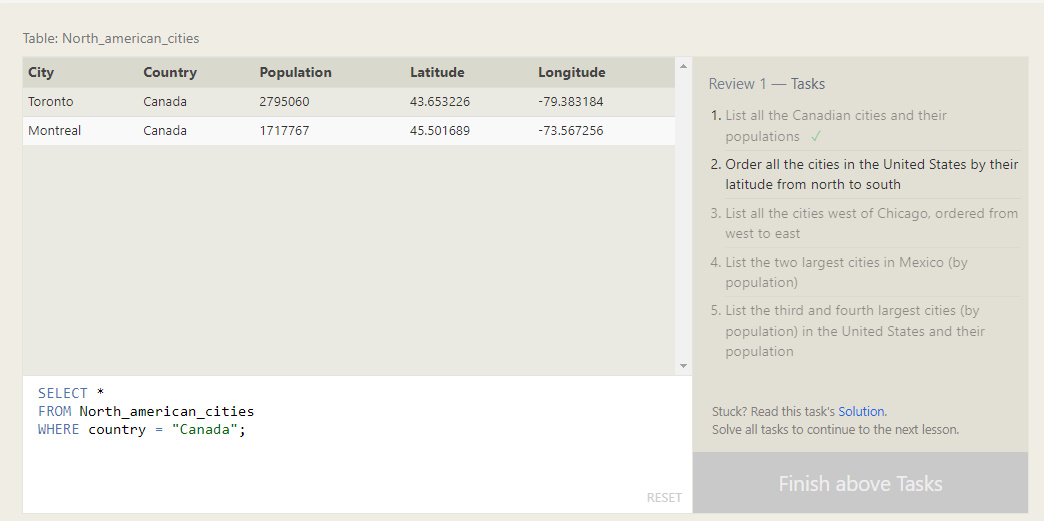 Table: North_american_cities
City Country Population Latitude Longitude
Toronto Canada 2795060 43.653226 -79.383184
Montreal Canada 1717767 45.501689 -73.567256
SELECT *
FROM North_american_cities
WHERE country = "Canada";
RESET
Review 1 — Tasks
1. List all the Canadian cities and their
populations ✓
2. Order all the cities in the United States by their
latitude from north to south
3. List all the cities west of Chicago, ordered from
west to east
4. List the two largest cities in Mexico (by
population)
5. List the third and fourth largest cities (by
population) in the United States and their
population
Stuck? Read this task's Solution.
Solve all tasks to continue to the next lesson.
Finish above Tasks